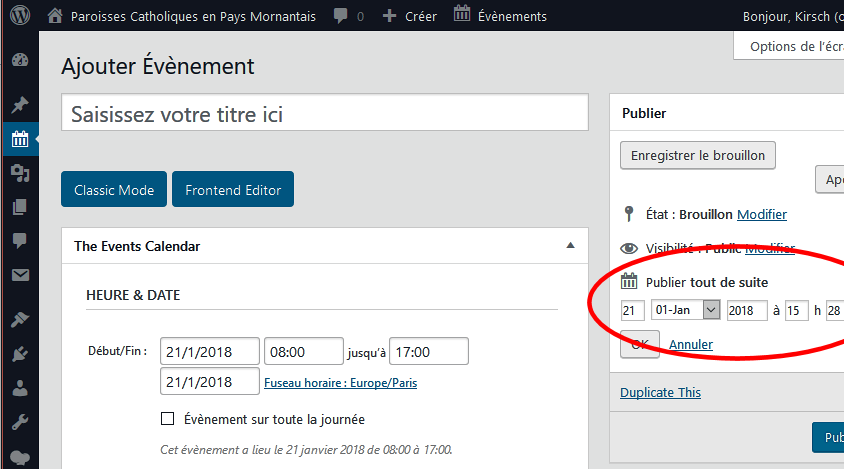 Paroisses Catholiques en Pays Mornantais 0 Créer Évènements Bonjour, Kirsch (o
Options de l'écra
Ajouter Évènement
Saisissez votre titre ici
Publier
Enregistrer le brouillon
Ape
Classic Mode Frontend Editor
État : Brouillon Modifier
Visibilité : Public Modifier
The Events Calendar
Publier tout de suite
HEURE & DATE
21 01-Jan 2018 à 15 h 28
OK Annuler
Début/Fin : 21/1/2018 08:00 jusqu'à 17:00
21/1/2018 Fuseau horaire : Europe/Paris
Duplicate This
Évènement sur toute la journée
Cet évènement a lieu le 21 janvier 2018 de 08:00 à 17:00.
Pub